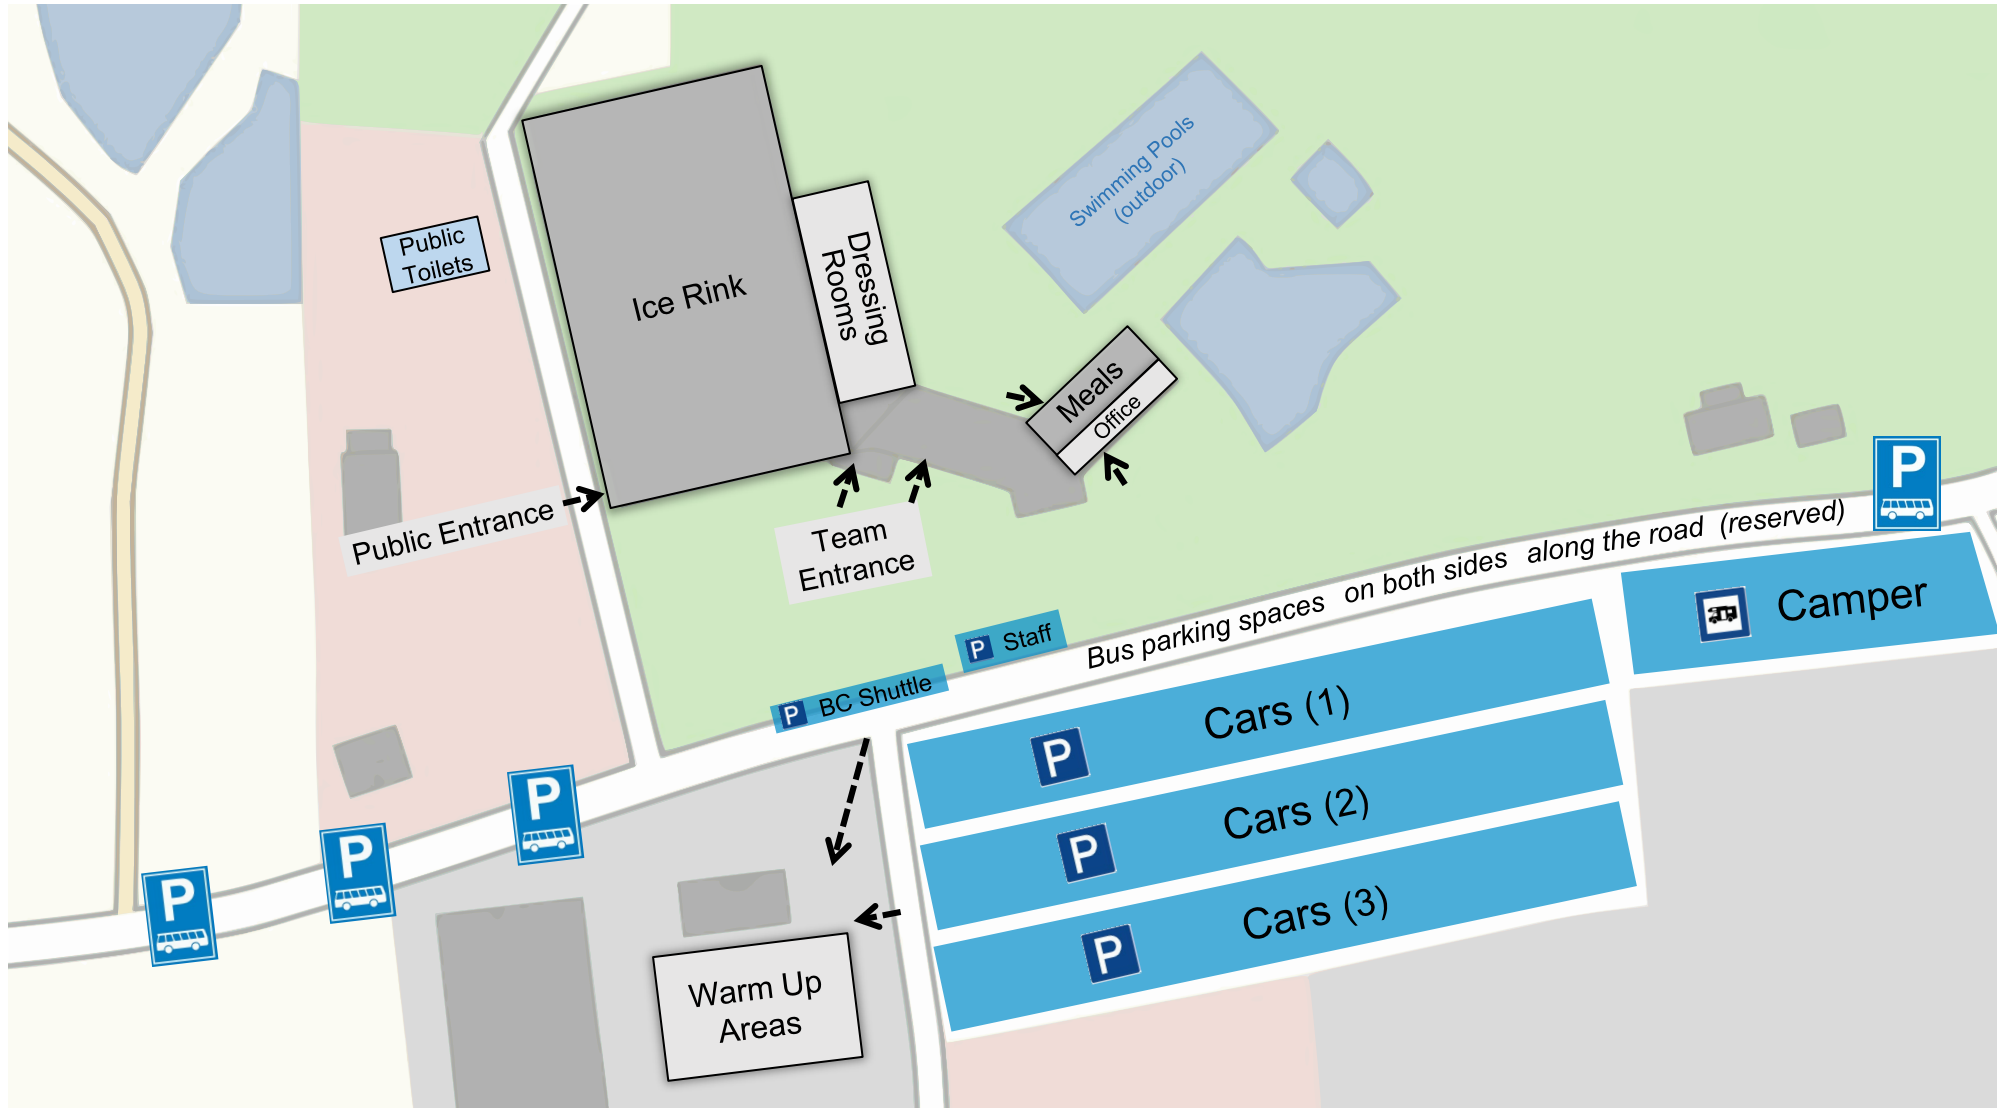 Swimming Pools
(outdoor)
Public
Toilets
Ice Rink
Dressing
Rooms
Meals
Office
Public Entrance
Team
Entrance
P
Bus parking spaces on both sides along the road (reserved)
Camper
P Staff
P BC Shuttle
P Cars (1)
P Cars (2)
P Cars (3)
P
P
P
Warm Up
Areas